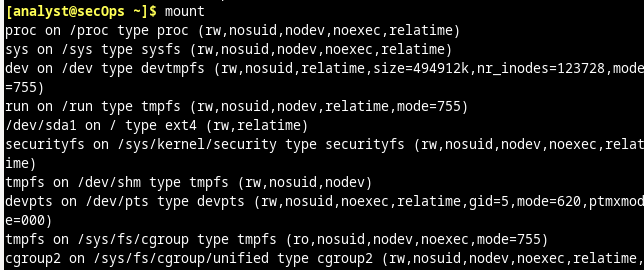 [analyst@secOps ~]$ mount
proc on /proc type proc (rw,nosuid,nodev,noexec,relatime)
sys on /sys type sysfs (rw,nosuid,nodev,noexec,relatime)
dev on /dev type devtmpfs (rw,nosuid,relatime,size=494912k,nr_inodes=123728,mode
=755)
run on /run type tmpfs (rw,nosuid,nodev,relatime,mode=755)
/dev/sda1 on / type ext4 (rw,relatime)
securityfs on /sys/kernel/security type securityfs (rw,nosuid,nodev,noexec,relat
ime)
tmpfs on /dev/shm type tmpfs (rw,nosuid,nodev)
devpts on /dev/pts type devpts (rw,nosuid,noexec,relatime,gid=5,mode=620,ptmxmod
e=000)
tmpfs on /sys/fs/cgroup type tmpfs (ro,nosuid,nodev,noexec,mode=755)
cgroup2 on /sys/fs/cgroup/unified type cgroup2 (rw,nosuid,nodev,noexec,relatime,